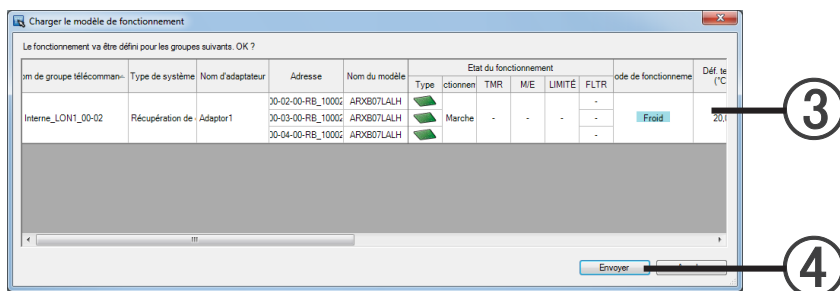 Charger le modèle de fonctionnement
Le fonctionnement va être défini pour les groupes suivants. OK ?
om de groupe télécomman Type de système Nom d'adaptateur Adresse Nom du modèle Etat du fonctionnement ode de fonctionneme Déf. te
Type ctionnen TMR M/E LIMITÉ FLTR (°C
00-02-00-RB_10002 ARXB07LALH -
Interne_LON1_00-02 Récupération de Adaptor1 00-03-00-RB_10002 ARXB07LALH Marche - - - - Froid 20,
00-04-00-RB_10002 ARXB07LALH -
3
Envoyer
4